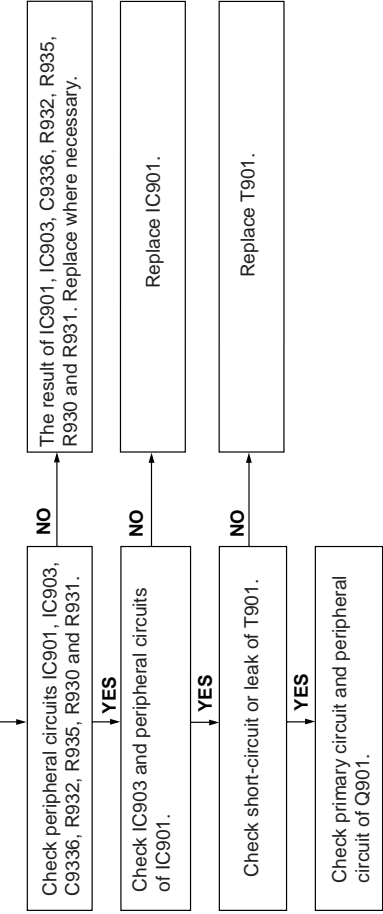 Check peripheral circuits IC901, IC903,
C9336, R932, R935, R930 and R931.
NO
The result of IC901, IC903, C9336, R932, R935,
R930 and R931. Replace where necessary.
YES
Check IC903 and peripheral circuits
of IC901.
NO
Replace IC901.
YES
Check short-circuit or leak of T901.
NO
Replace T901.
YES
Check primary circuit and peripheral
circuit of Q901.